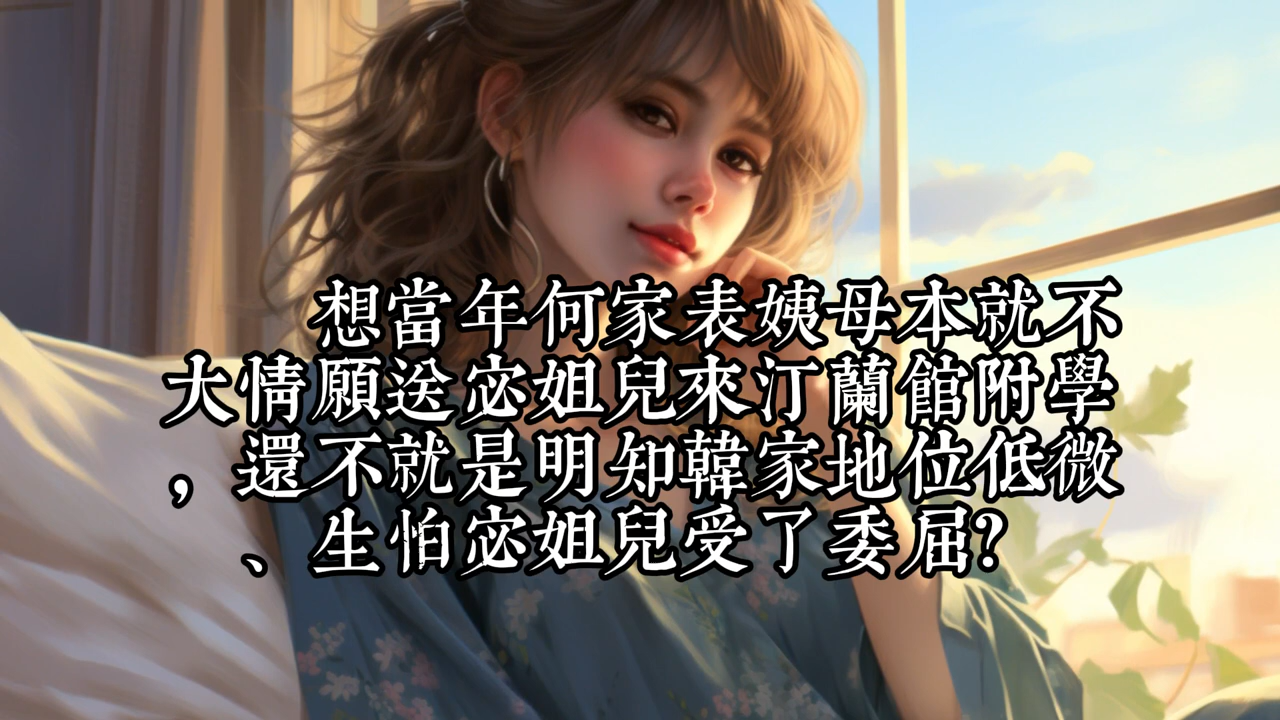 想當年何家表姨母本就不
大情願送宓姐兒來汀蘭館附學
，還不就是明知韓家地位低微
、生怕宓姐兒受了委屈？